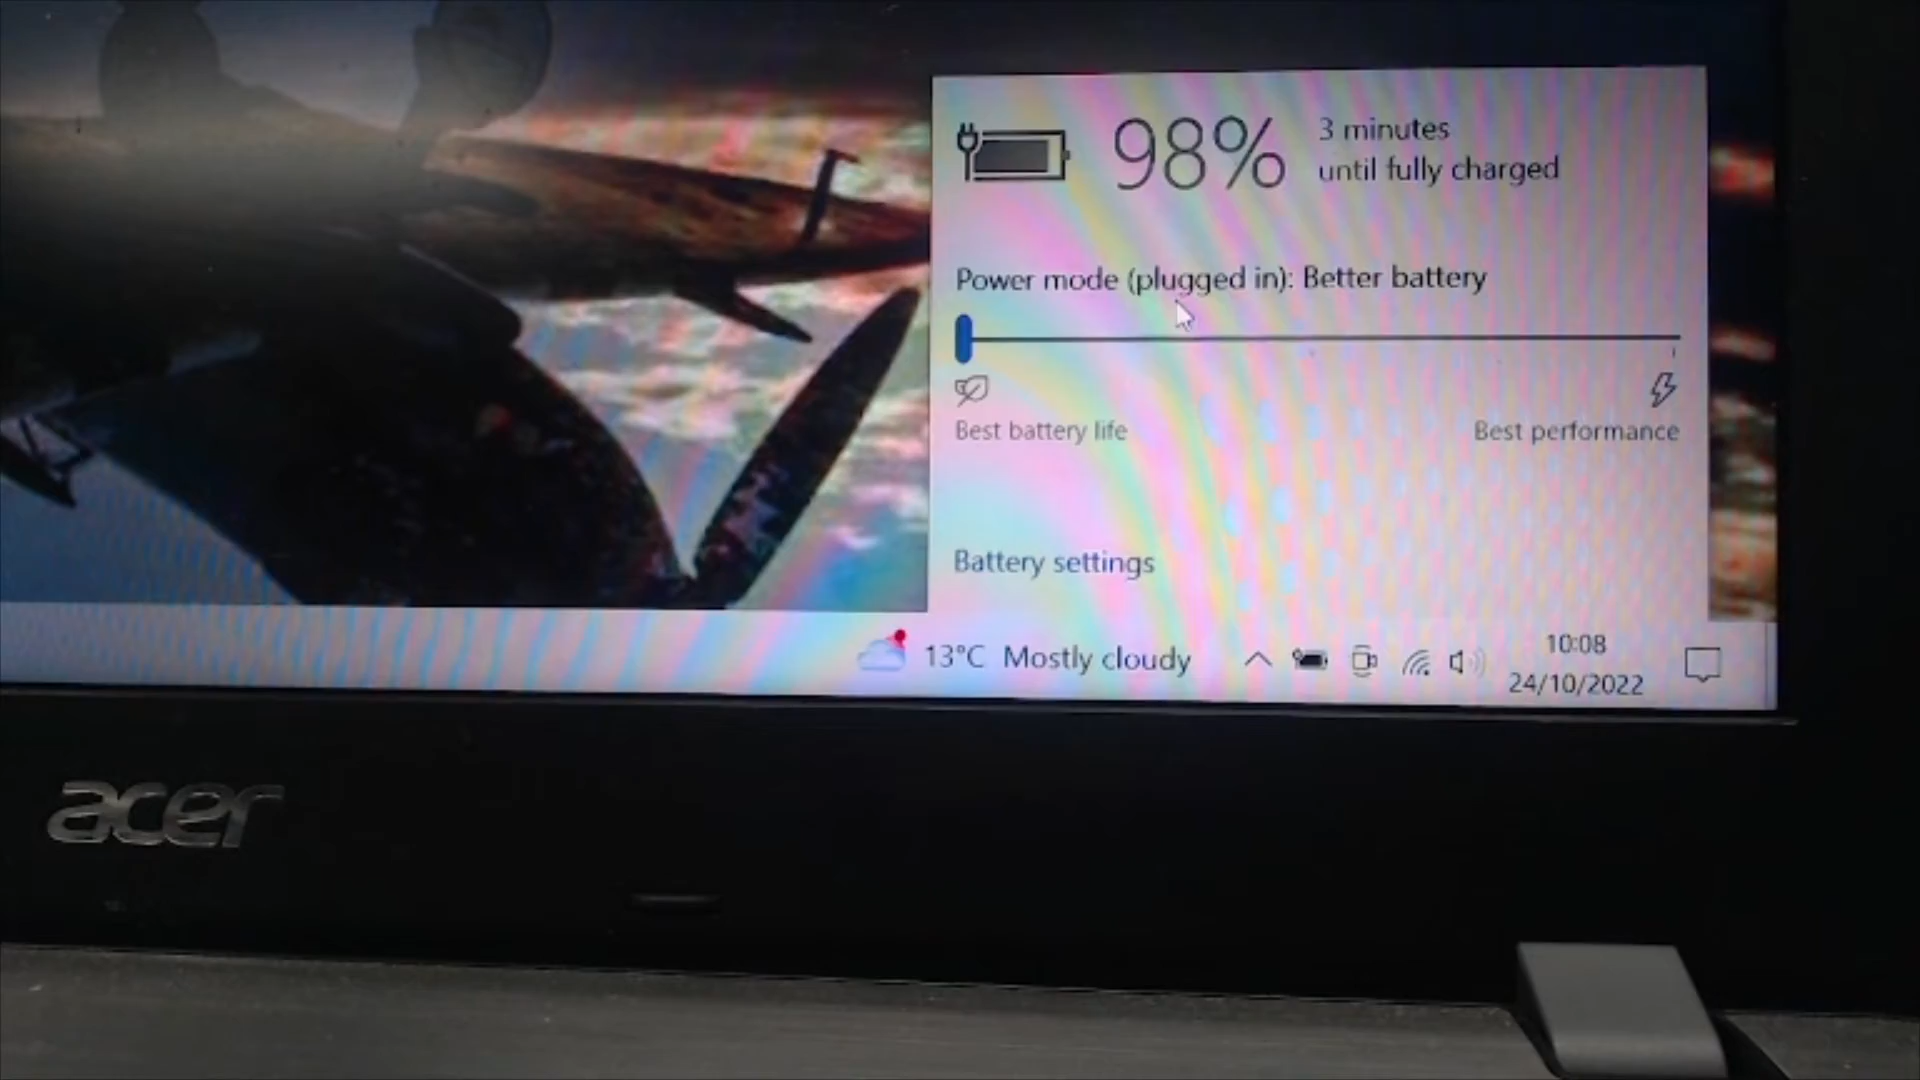 98%
3 minutes
until fully charged
Power mode (plugged in): Better battery
Best battery life
Best performance
Battery settings
13°C Mostly cloudy
10:08
24/10/2022
acer